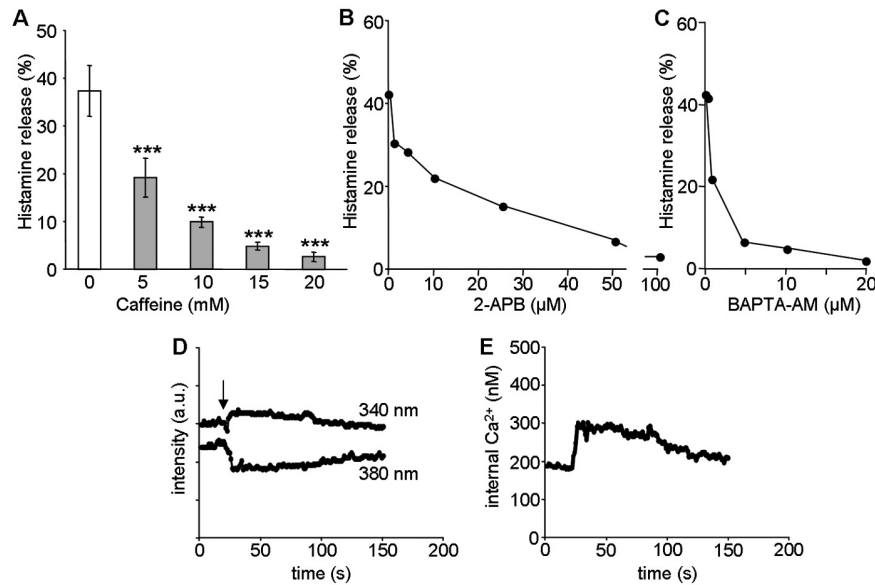 A
Histamine release (%)
50
40
30
20
10
0
***
***
***
***
0 5 10 15 20
Caffeine (mM)
B
Histamine release (%)
60
40
20
0
0 10 20 30 40 50 100
2-APB (µM)
C
Histamine release (%)
60
40
20
0
0 10 20
BAPTA-AM (µM)
D
intensity (a.u.)
340 nm
380 nm
0 50 100 150 200
time (s)
E
internal Ca²⁺ (nM)
500
400
300
200
100
0
0 50 100 150 200
time (s)